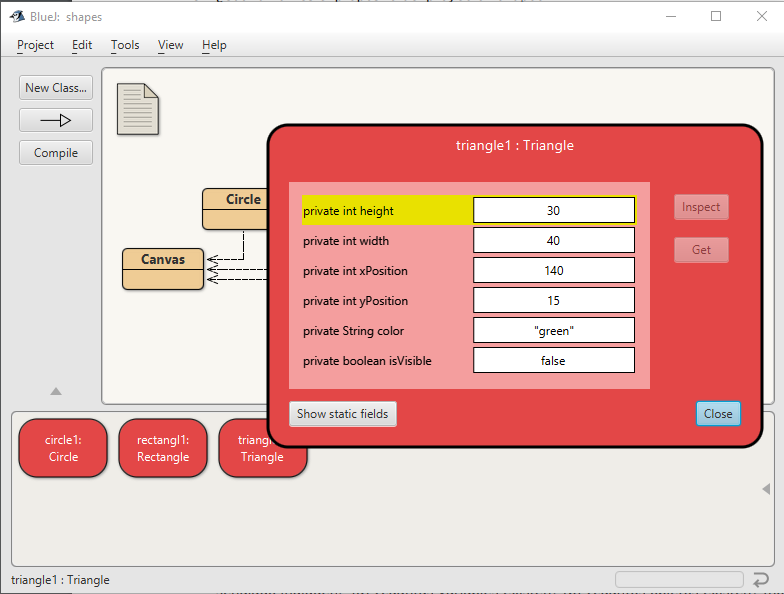 BlueJ: shapes
Project Edit Tools View Help
New Class...
Compile
Circle
Canvas
triangle1 : Triangle
private int height 30
private int width 40
private int xPosition 140
private int yPosition 15
private String color "green"
private boolean isVisible false
Inspect
Get
Show static fields
Close
circle1:
Circle
rectangl1:
Rectangle
Triangle
triangle1 : Triangle